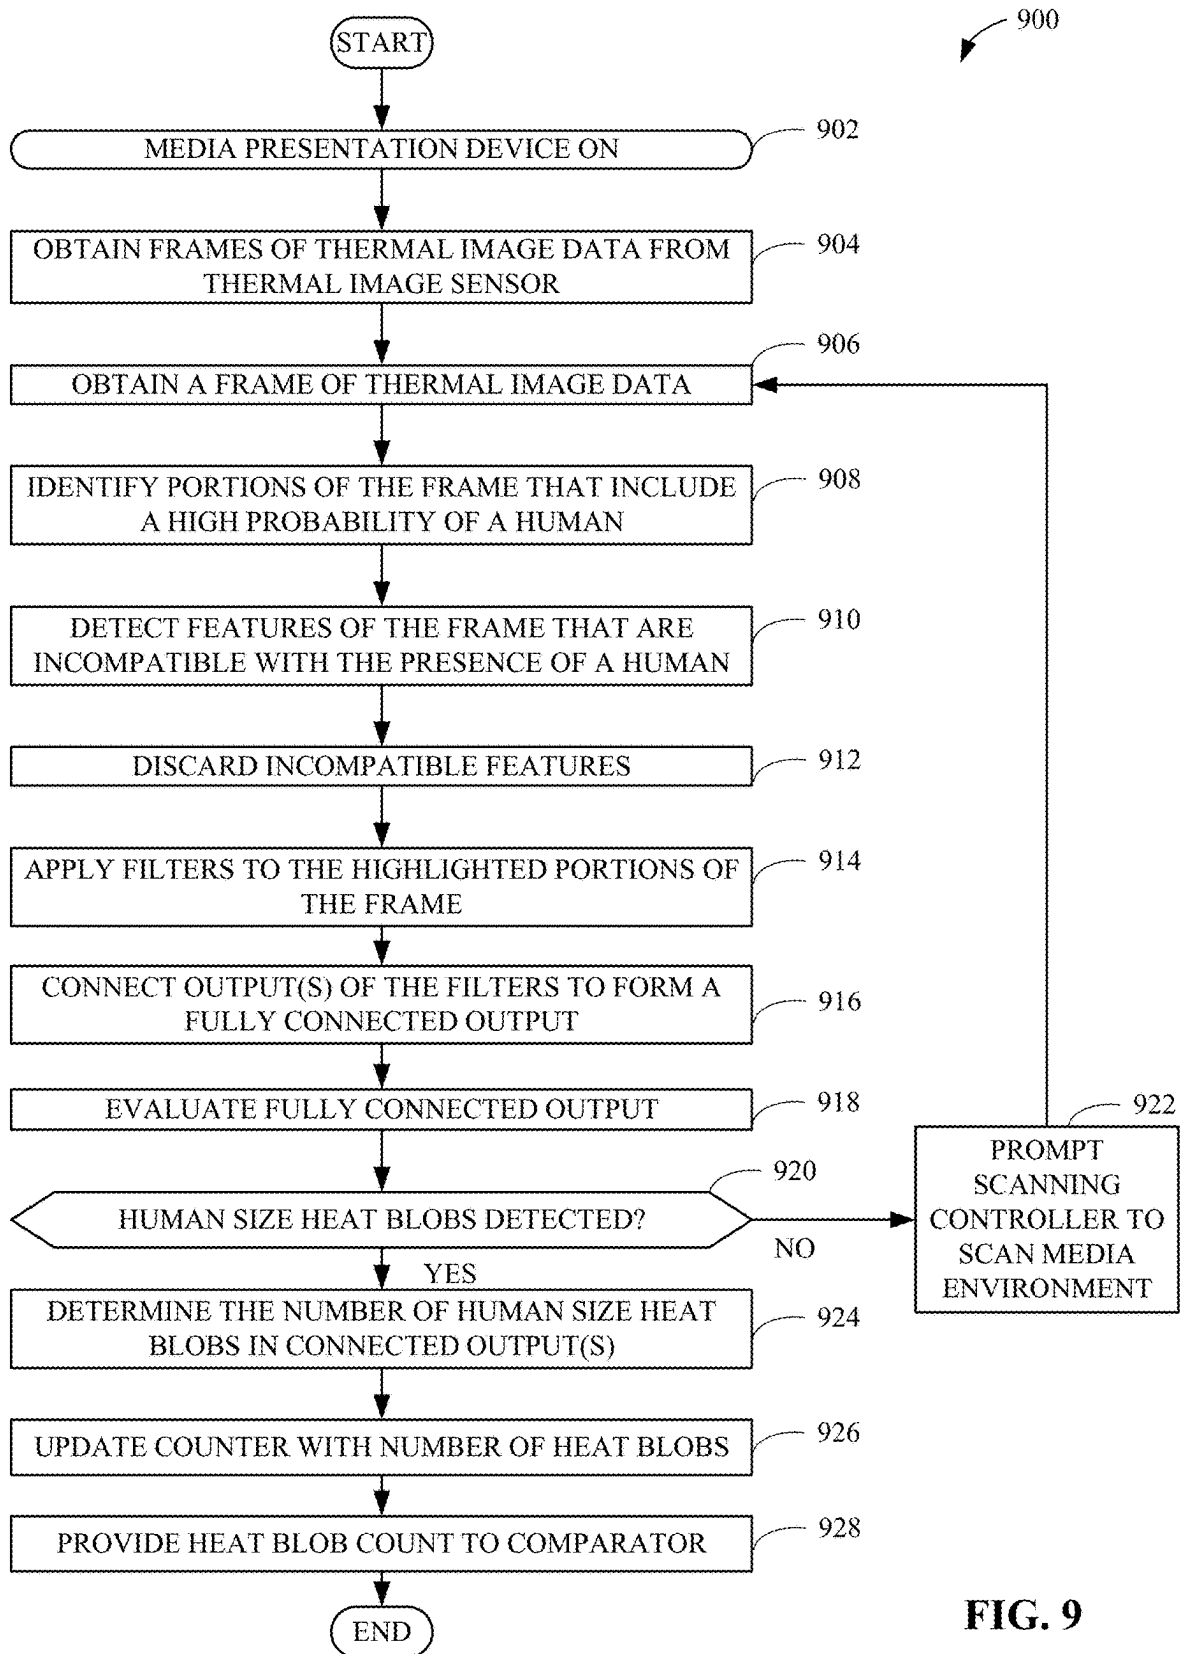 START
900
MEDIA PRESENTATION DEVICE ON
902
OBTAIN FRAMES OF THERMAL IMAGE DATA FROM
THERMAL IMAGE SENSOR
904
OBTAIN A FRAME OF THERMAL IMAGE DATA
906
IDENTIFY PORTIONS OF THE FRAME THAT INCLUDE
A HIGH PROBABILITY OF A HUMAN
908
DETECT FEATURES OF THE FRAME THAT ARE
INCOMPATIBLE WITH THE PRESENCE OF A HUMAN
910
DISCARD INCOMPATIBLE FEATURES
912
APPLY FILTERS TO THE HIGHLIGHTED PORTIONS OF
THE FRAME
914
CONNECT OUTPUT(S) OF THE FILTERS TO FORM A
FULLY CONNECTED OUTPUT
916
EVALUATE FULLY CONNECTED OUTPUT
918
HUMAN SIZE HEAT BLOBS DETECTED?
920
NO
YES
922
PROMPT
SCANNING
CONTROLLER TO
SCAN MEDIA
ENVIRONMENT
DETERMINE THE NUMBER OF HUMAN SIZE HEAT
BLOBS IN CONNECTED OUTPUT(S)
924
UPDATE COUNTER WITH NUMBER OF HEAT BLOBS
926
PROVIDE HEAT BLOB COUNT TO COMPARATOR
928
END
FIG. 9